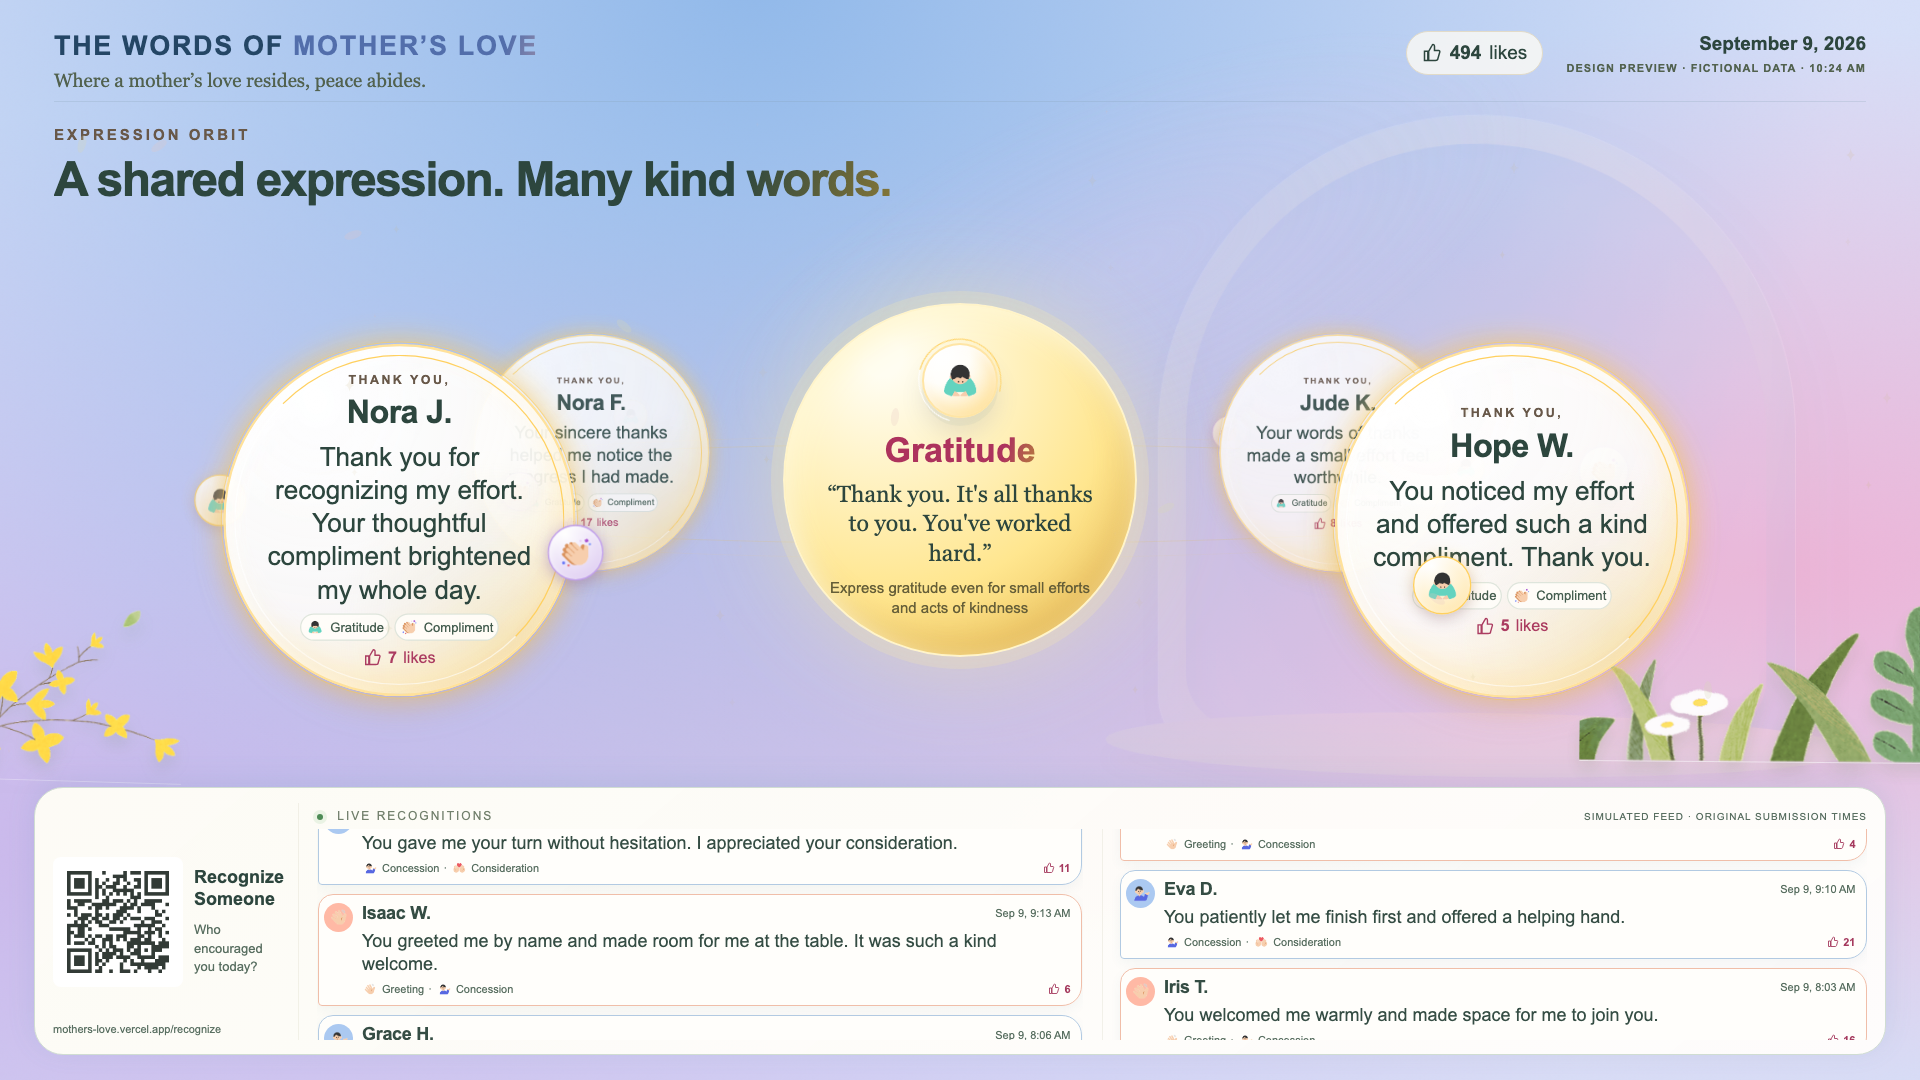 THE WORDS OF MOTHER’S LOVE
Where a mother’s love resides, peace abides.
494 likes
September 9, 2026
DESIGN PREVIEW · FICTIONAL DATA · 10:24 AM
EXPRESSION ORBIT
A shared expression. Many kind words.
THANK YOU,
Nora J.
Thank you for
recognizing my effort.
Your thoughtful
compliment brightened
my whole day.
Gratitude Compliment
7 likes
THANK YOU,
Nora F.
sincere thanks
helped me notice the
I had made.
Compliment
17 likes
Gratitude
“Thank you. It's all thanks
to you. You've worked
hard.”
Express gratitude even for small efforts
and acts of kindness
THANK YOU,
Jude K.
Your words of
made a small
Gratitude
8
THANK YOU,
Hope W.
You noticed my effort
and offered such a kind
compliment. Thank you.
Compliment
5 likes
Recognize
Someone
Who
encouraged
you today?
mothers-love.vercel.app/recognize
LIVE RECOGNITIONS
SIMULATED FEED · ORIGINAL SUBMISSION TIMES
You gave me your turn without hesitation. I appreciated your consideration.
Concession · Consideration
11
Isaac W.
Sep 9, 9:13 AM
You greeted me by name and made room for me at the table. It was such a kind
welcome.
Greeting · Concession
6
Grace H.
Sep 9, 8:06 AM
Greeting · Concession
4
Eva D.
Sep 9, 9:10 AM
You patiently let me finish first and offered a helping hand.
Concession · Consideration
21
Iris T.
Sep 9, 8:03 AM
You welcomed me warmly and made space for me to join you.
Greeting · Concession
16